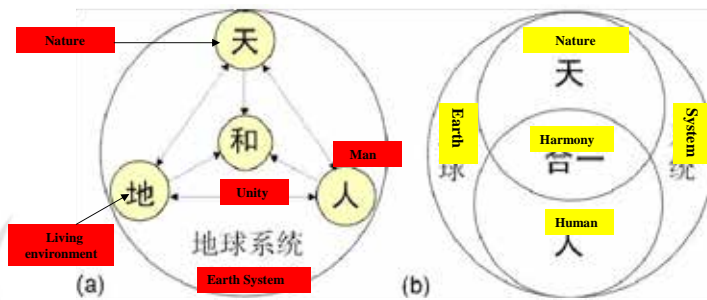 Nature
天
和
Man
地
Unity
人
Living
environment
地球系统
Earth System
(a)
Nature
天
Earth
System
Harmony
球
合一
统
Human
人
(b)